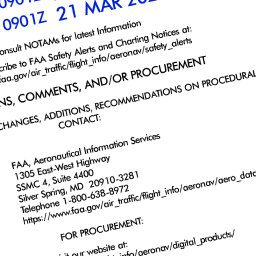 0901Z
0901Z 21 MAR
onsult NOTAMs for latest Information
cribe to FAA Safety Alerts and Charting Notices at:
faa.gov/air_traffic/flight_info/aeronav/safety_alerts
NS, COMMENTS, AND/OR PROCUREMENT
CHANGES, ADDITIONS, RECOMMENDATIONS ON PROCEDURAL
CONTACT:
FAA, Aeronautical Information Services
1305 East-West Highway
SSMC 4, Suite 4400
Silver Spring, MD 20910-3281
Telephone 1-800-638-8972
https://www.faa.gov/air_traffic/flight_info/aeronav/aero_data
FOR PROCUREMENT:
visit our website at:
flight_info/aeronav/digital_products/